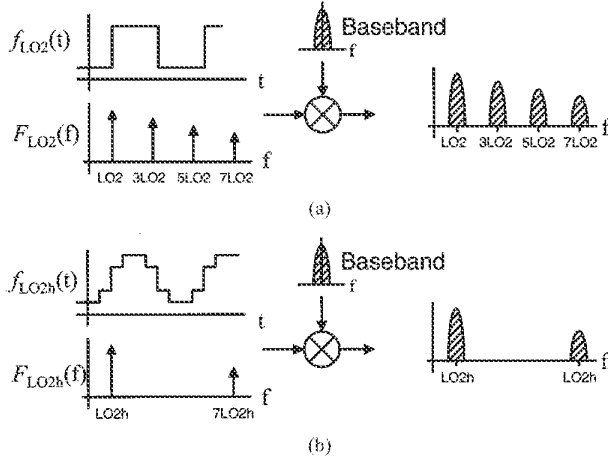 f_LO2(t)
t
F_LO2(f)
LO2 3LO2 5LO2 7LO2
f
Baseband
f
LO2 3LO2 5LO2 7LO2
f
(a)
f_LO2h(t)
t
F_LO2h(f)
LO2h 7LO2h
f
Baseband
f
LO2h LO2h
f
(b)